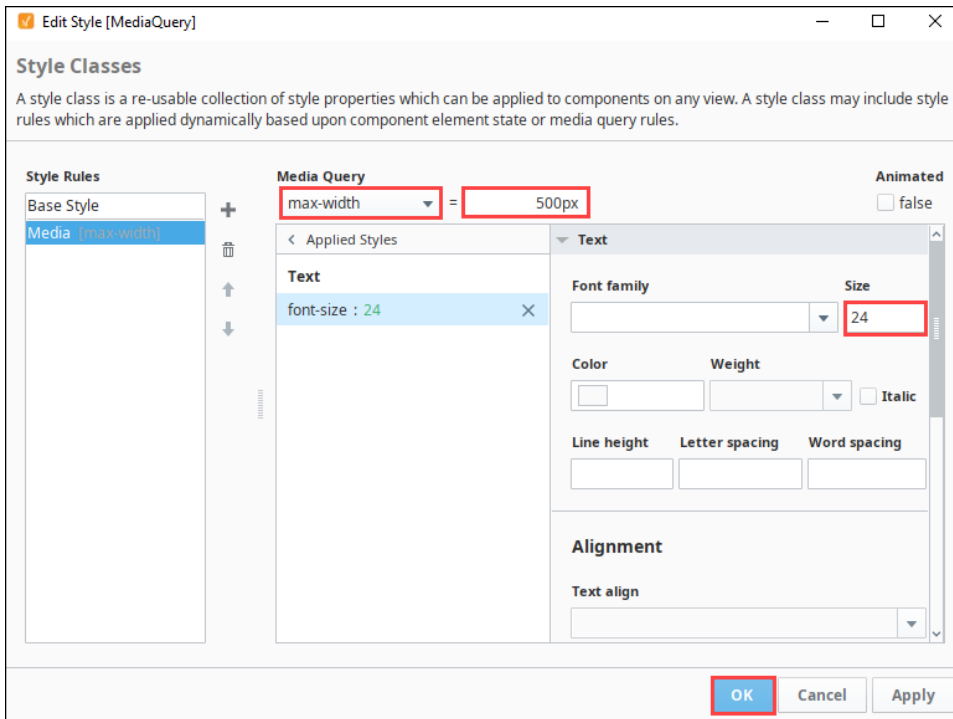 Edit Style [MediaQuery]
Style Classes
A style class is a re-usable collection of style properties which can be applied to components on any view. A style class may include style
rules which are applied dynamically based upon component element state or media query rules.
Style Rules
Base Style
Media [max-width]
Media Query
max-width = 500px
Animated
false
Applied Styles
Text
font-size : 24
Text
Font family Size
24
Color Weight
Italic
Line height Letter spacing Word spacing
Alignment
Text align
OK Cancel Apply